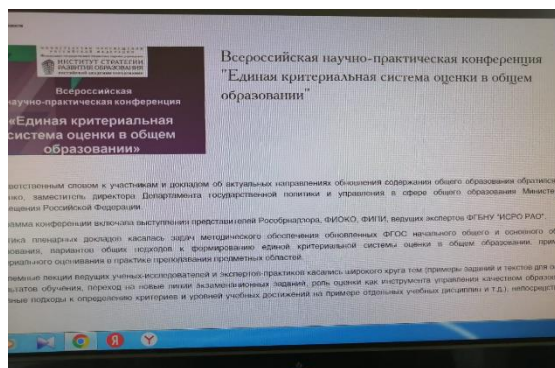 ИНСТИТУТ СТРАТЕГИИ
РАЗВИТИЯ ОБРАЗОВАНИЯ
Всероссийская
научно-практическая конференция
«Единая критериальная
система оценки в общем
образовании»
Всероссийская научно-практическая конференция
"Единая критериальная система оценки в общем
образовании"
словом к участникам и докладом об актуальных направлениях обновления содержания общего образования
заместитель директора Департамента государственной политики и управления в сфере общего образования
Российской Федерации.
конференции включала выступления представителей Рособрнадзора, ФИОКО, ФИПИ, ведущих экспертов ФГБНУ "ИСРО РАО".
пленарных докладов касалась задач методического обеспечения обновленных ФГОС начального общего и основного
вариантов общих подходов к формированию единой критериальной системы оценки в общем образовании,
оценивания в практике преподавания предметных областей.
лекции ведущих ученых-исследователей и экспертов-практиков касались широкого круга тем (примеры заданий и текстов для
обучения, переход на новые линии экзаменационных заданий, роль оценки как инструмента управления качеством
подходы к определению критериев и уровней учебных достижений на примере отдельных учебных дисциплин и т.д.),